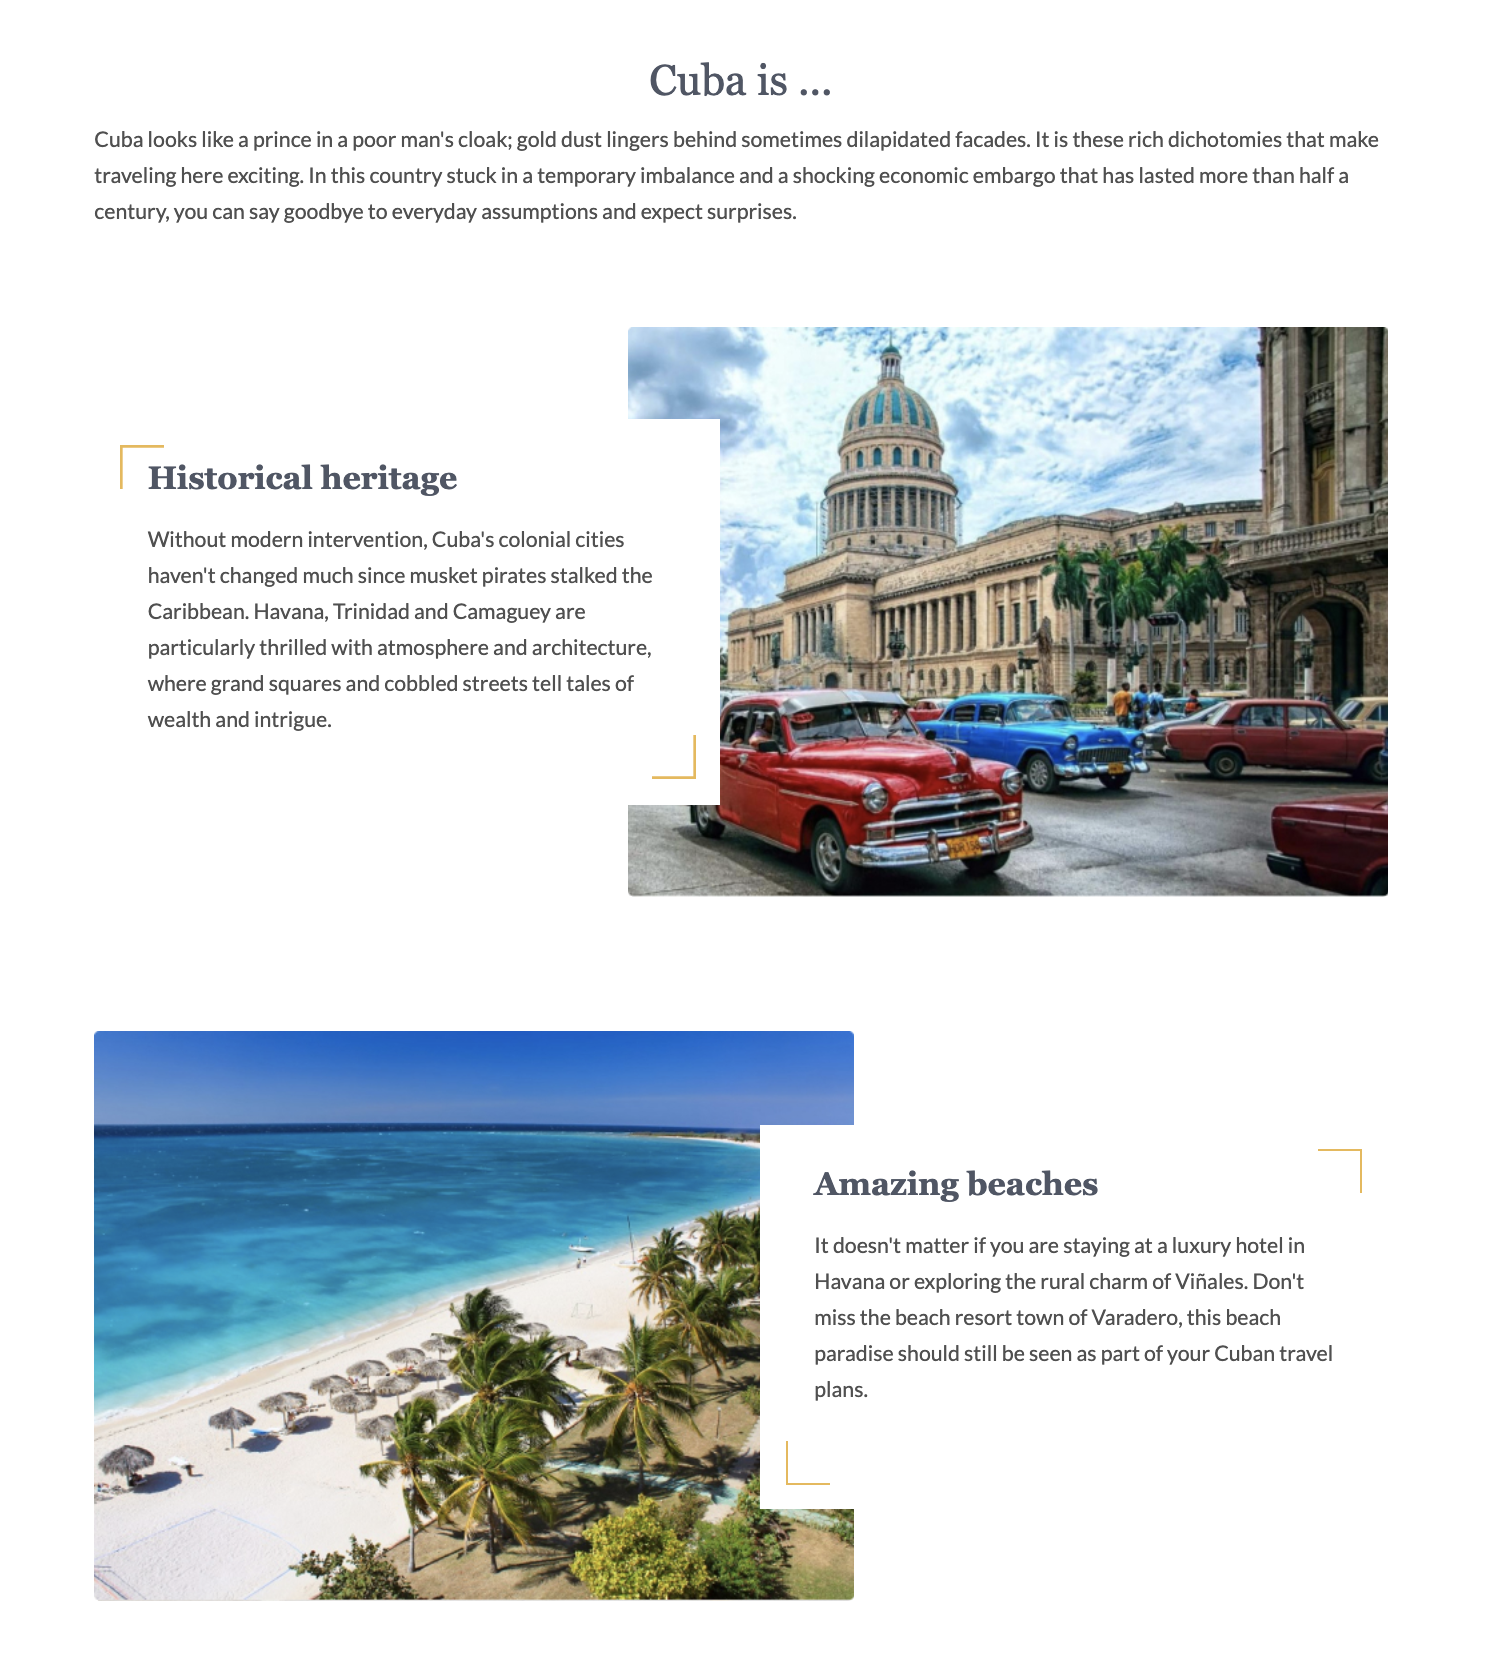 Cuba is ...
Cuba looks like a prince in a poor man's cloak; gold dust lingers behind sometimes dilapidated facades. It is these rich dichotomies that make
traveling here exciting. In this country stuck in a temporary imbalance and a shocking economic embargo that has lasted more than half a
century, you can say goodbye to everyday assumptions and expect surprises.
Historical heritage
Without modern intervention, Cuba's colonial cities
haven't changed much since musket pirates stalked the
Caribbean. Havana, Trinidad and Camaguey are
particularly thrilled with atmosphere and architecture,
where grand squares and cobbled streets tell tales of
wealth and intrigue.
Amazing beaches
It doesn't matter if you are staying at a luxury hotel in
Havana or exploring the rural charm of Viñales. Don't
miss the beach resort town of Varadero, this beach
paradise should still be seen as part of your Cuban travel
plans.